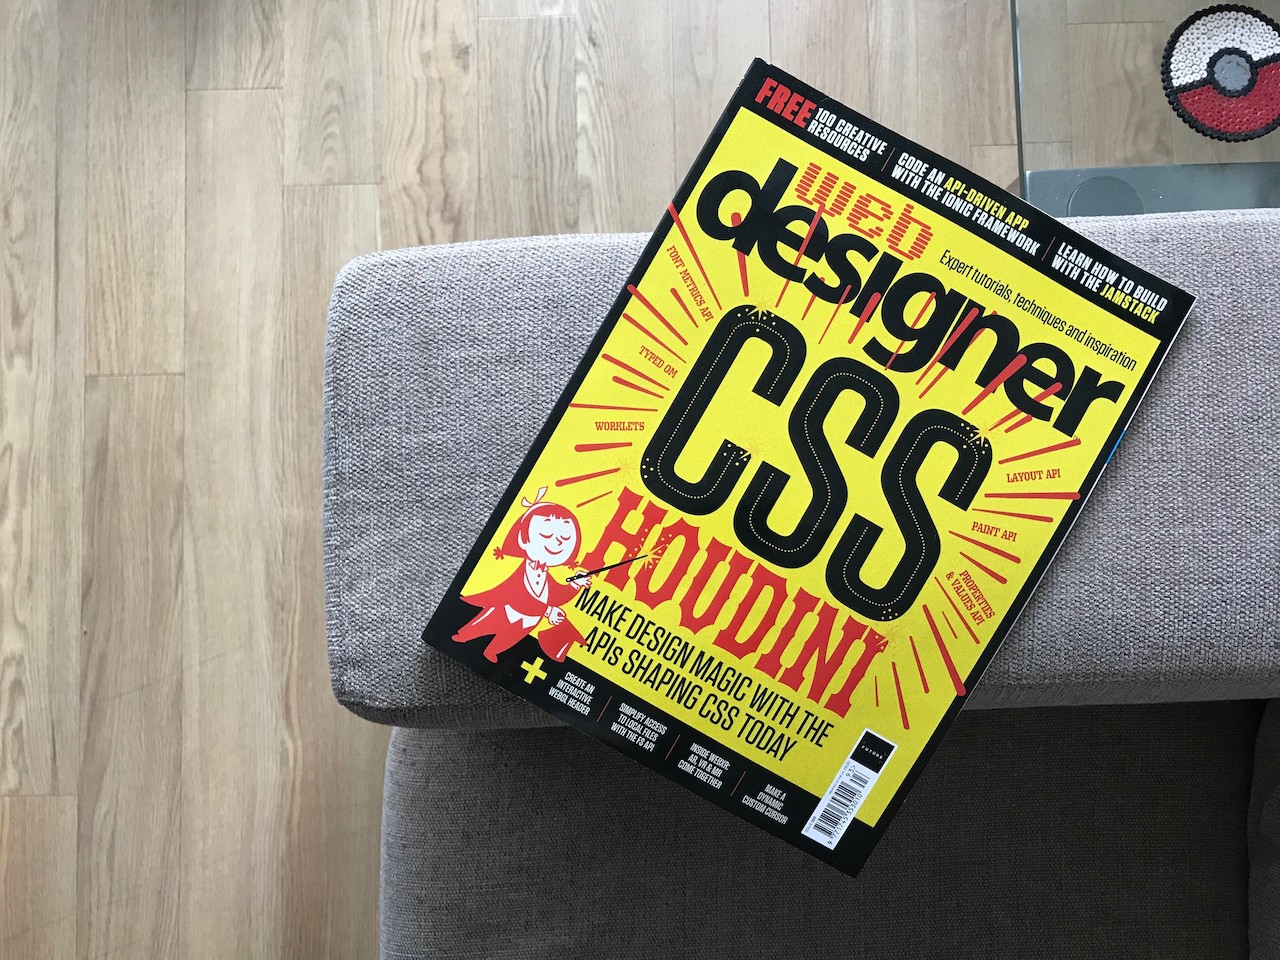 FREE 100 CREATIVE
RESOURCES
CODE AN API-DRIVEN APP
WITH THE IONIC FRAMEWORK
LEARN HOW TO BUILD
WITH THE JAMSTACK
web
designer
Expert tutorials, techniques and inspiration
FONT METRICS API
TYPED OM
WORKLETS
CSS
LAYOUT API
PAINT API
PROPERTIES
& VALUES API
HOUDINI
MAKE DESIGN MAGIC WITH THE
APIs SHAPING CSS TODAY
+
CREATE AN
INTERACTIVE
WEBGL HEADER
SIMPLIFY ACCESS
TO LOCAL FILES
WITH THE FS API
INSIDE WEBXR:
AR, VR & MR
COME TOGETHER
MAKE A
DYNAMIC
CUSTOM CURSOR
FUTURE
93>